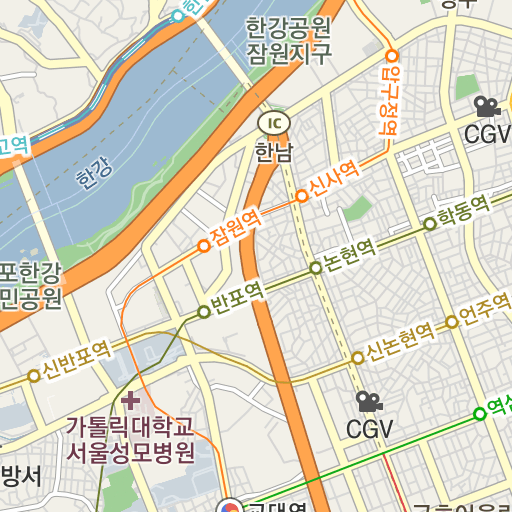 한강공원
잠원지구
압구정역
IC
한남
CGV
한강
신사역
학동역
잠원역
논현역
반포역
언주역
신논현역
신반포역
포한강
민공원
가톨릭대학교
서울성모병원
CGV
방서
교대역